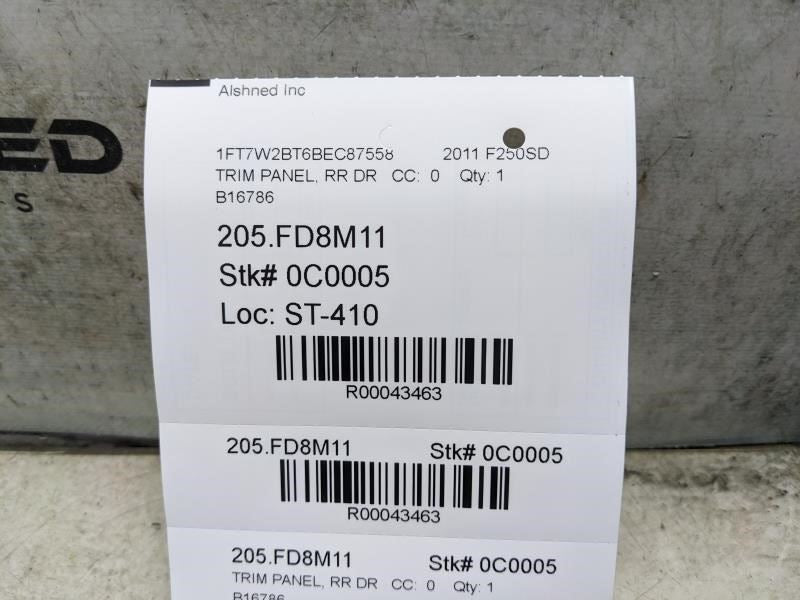 ED
S
Alshned Inc
1FT7W2BT6BEC87558 2011 F250SD
TRIM PANEL, RR DR CC: 0 Qty: 1
B16786
205.FD8M11
Stk# 0C0005
Loc: ST-410
R00043463
205.FD8M11 Stk# 0C0005
R00043463
205.FD8M11 Stk# 0C0005
TRIM PANEL, RR DR CC: 0 Qty: 1
B16786